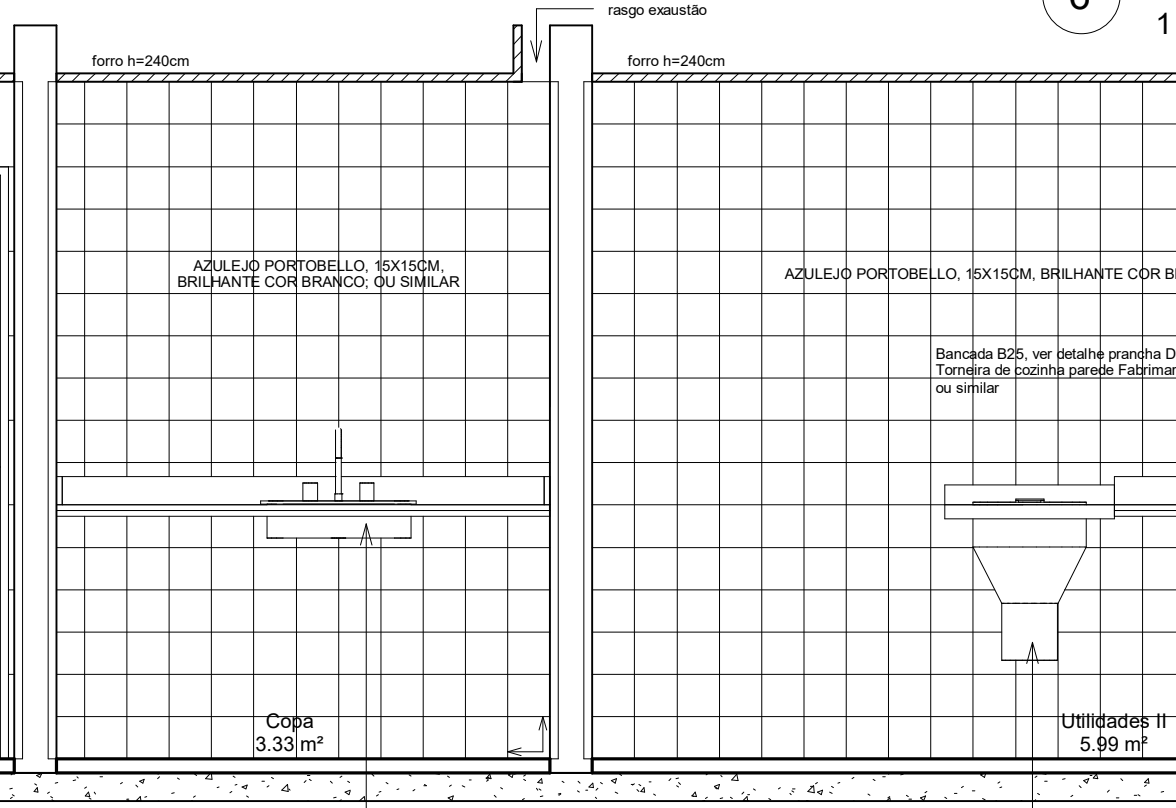 rasgo exaustão
6
1
forro h=240cm
forro h=240cm
AZULEJO PORTOBELLO, 15X15CM,
BRILHANTE COR BRANCO; OU SIMILAR
AZULEJO PORTOBELLO, 15X15CM, BRILHANTE COR
Bancada B25, ver detalhe prancha
Torneira de cozinha parede
ou similar
Copa
3.33 m²
Utilidades II
5.99 m²